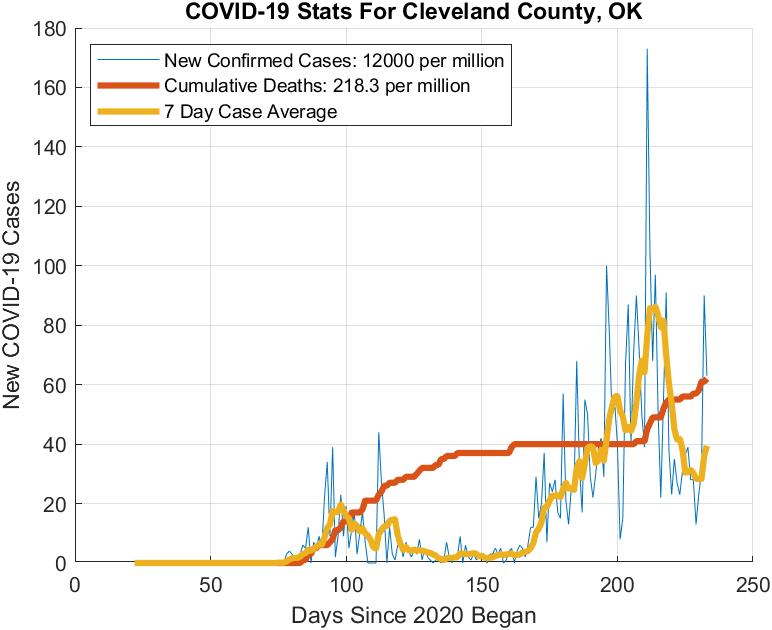 COVID-19 Stats For Cleveland County, OK
180
160
140
120
100
80
60
40
20
0
New COVID-19 Cases
New Confirmed Cases: 12000 per million
Cumulative Deaths: 218.3 per million
7 Day Case Average
0 50 100 150 200 250
Days Since 2020 Began